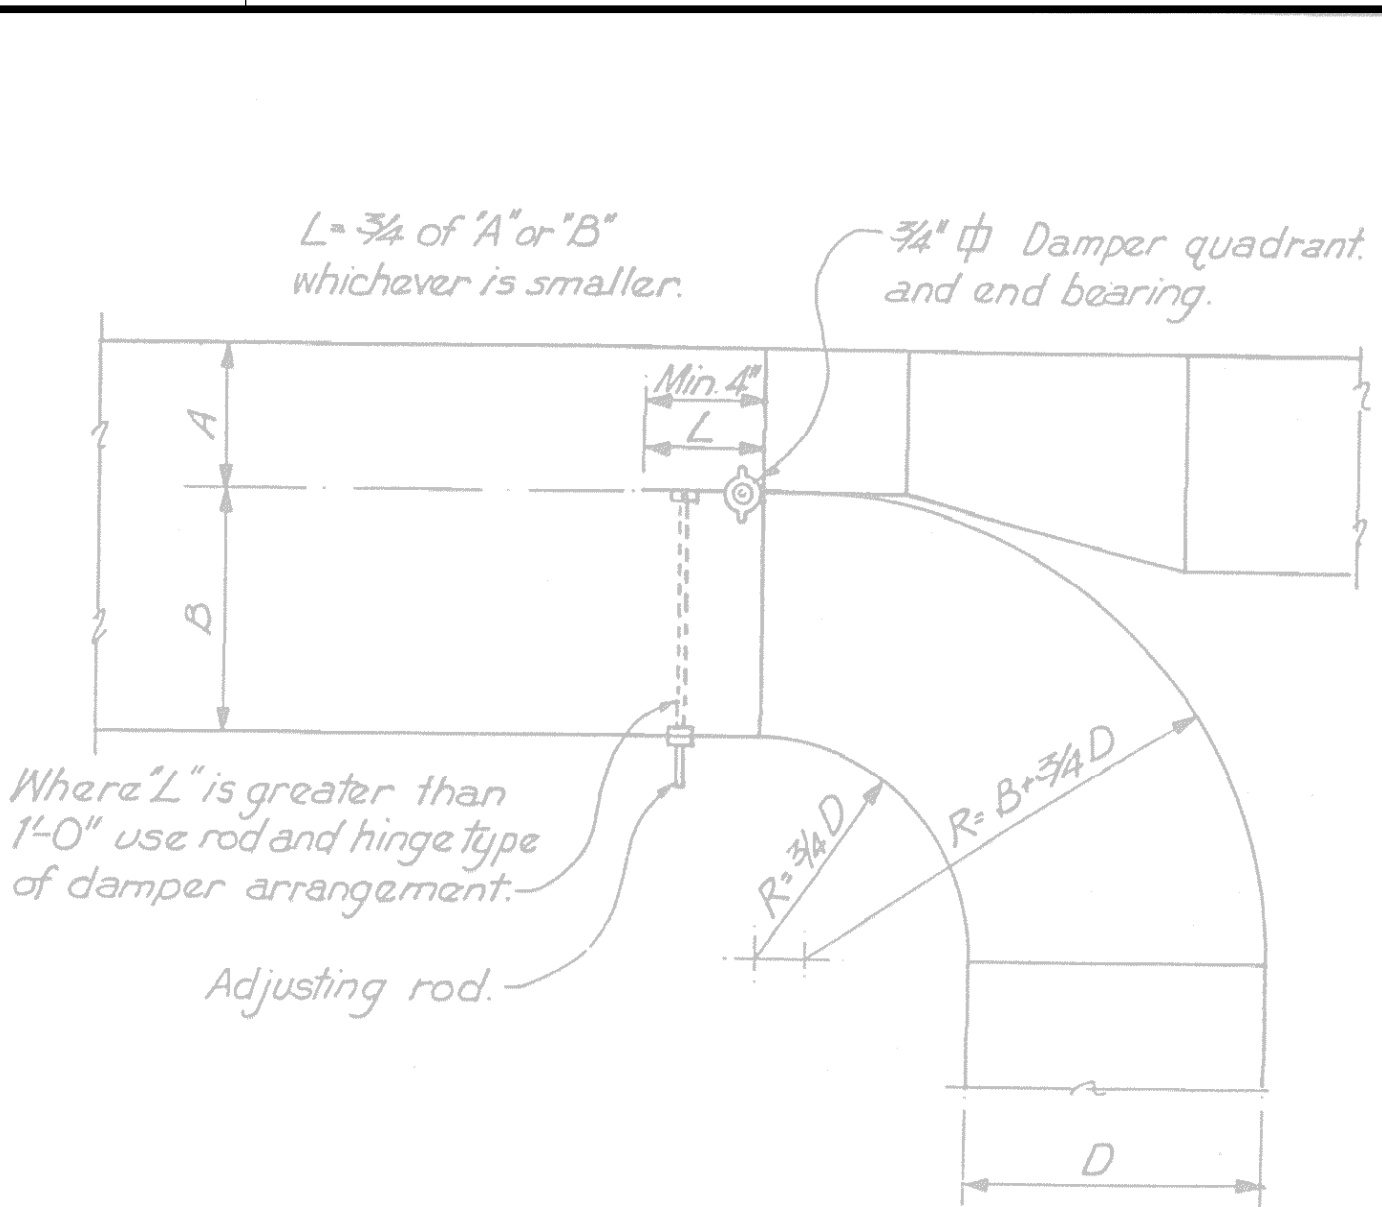 L = 3/4 of "A" or "B"
whichever is smaller.
3/4" ⏀ Damper quadrant.
and end bearing.
Min. 4"
L
A
B
Where "L" is greater than
1'-0" use rod and hinge type
of damper arrangement.
Adjusting rod.
R = 3/4 D
R = B + 3/4 D
D